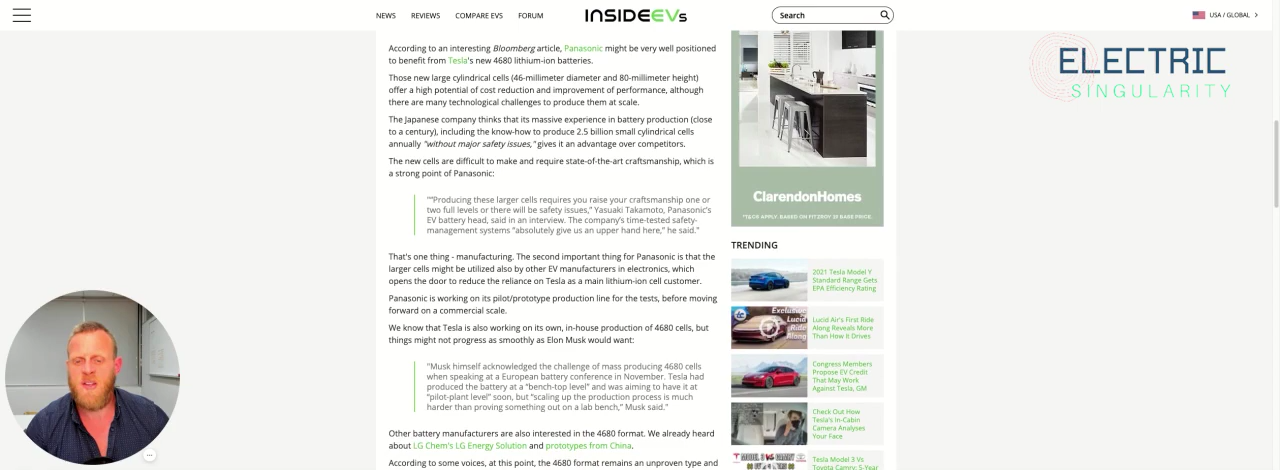 NEWS REVIEWS COMPARE EVS FORUM INSIDEEVs Search USA / GLOBAL
ELECTRIC
SINGULARITY
According to an interesting Bloomberg article, Panasonic might be very well positioned
to benefit from Tesla's new 4680 lithium-ion batteries.
Those new large cylindrical cells (46-millimeter diameter and 80-millimeter height)
offer a high potential of cost reduction and improvement of performance, although
there are many technological challenges to produce them at scale.
The Japanese company thinks that its massive experience in battery production (close
to a century), including the know-how to produce 2.5 billion small cylindrical cells
annually "without major safety issues," gives it an advantage over competitors.
The new cells are difficult to make and require state-of-the-art craftsmanship, which is
a strong point of Panasonic:
""Producing these larger cells requires you raise your craftsmanship one or
two full levels or there will be safety issues," Yasuaki Takamoto, Panasonic's
EV battery head, said in an interview. The company's time-tested safety-
management systems "absolutely give us an upper hand here," he said."
That's one thing - manufacturing. The second important thing for Panasonic is that the
larger cells might be utilized also by other EV manufacturers in electronics, which
opens the door to reduce the reliance on Tesla as a main lithium-ion cell customer.
Panasonic is working on its pilot/prototype production line for the tests, before moving
forward on a commercial scale.
We know that Tesla is also working on its own, in-house production of 4680 cells, but
things might not progress as smoothly as Elon Musk would want:
"Musk himself acknowledged the challenge of mass producing 4680 cells
when speaking at a European battery conference in November. Tesla had
produced the battery at a "bench-top level" and was aiming to have it at
"pilot-plant level" soon, but "scaling up the production process is much
harder than proving something out on a lab bench," Musk said."
Other battery manufacturers are also interested in the 4680 format. We already heard
about LG Chem's LG Energy Solution and prototypes from China.
According to some voices, at this point, the 4680 format remains an unproven type and
ClarendonHomes
*T&CS APPLY. BASED ON FITZROY 21 BASE PRICE
TRENDING
2021 Tesla Model Y
Standard Range Gets
EPA Efficiency Rating
Exclusive
Lucid
Ride
Along
Lucid Air's First Ride
Along Reveals More
Than How It Drives
Congress Members
Propose EV Credit
That May Work
Against Tesla, GM
Check Out How
Tesla's In-Cabin
Camera Analyses
Your Face
Tesla Model 3 Vs
Toyota Camry: 5-Year